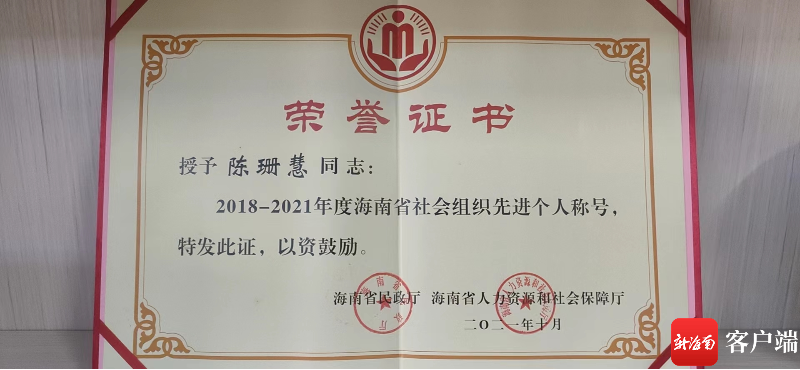 荣誉证书
授予 陈珊慧 同志：
2018-2021年度海南省社会组织先进个人称号，
特发此证，以资鼓励。
海南省民政厅 海南省人力资源和社会保障厅
二〇二一年十月
新海南 客户端